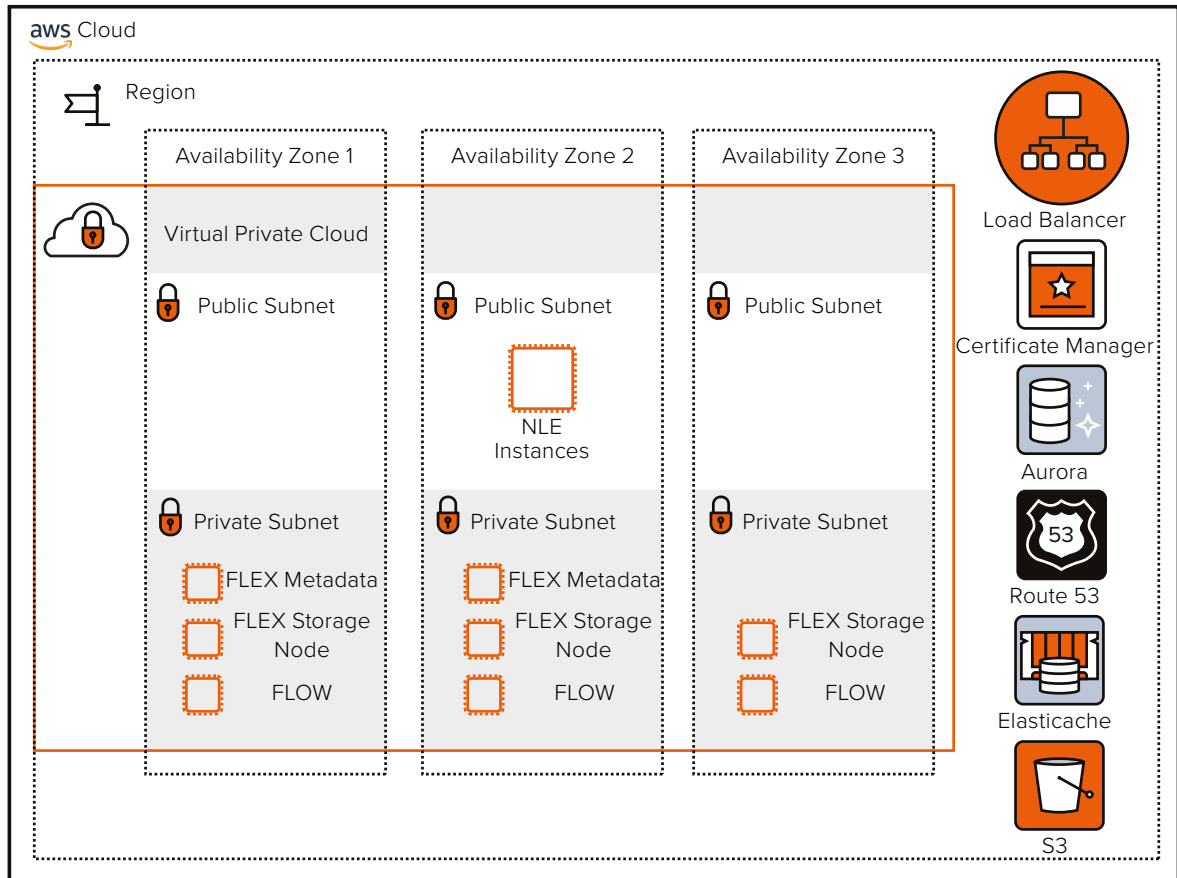 aws Cloud
Region
Availability Zone 1
Availability Zone 2
Availability Zone 3
Virtual Private Cloud
Public Subnet
Public Subnet
Public Subnet
NLE
Instances
Private Subnet
Private Subnet
Private Subnet
FLEX Metadata
FLEX Metadata
FLEX Storage
Node
FLEX Storage
Node
FLEX Storage
Node
FLOW
FLOW
FLOW
Load Balancer
Certificate Manager
Aurora
53
Route 53
Elasticache
S3